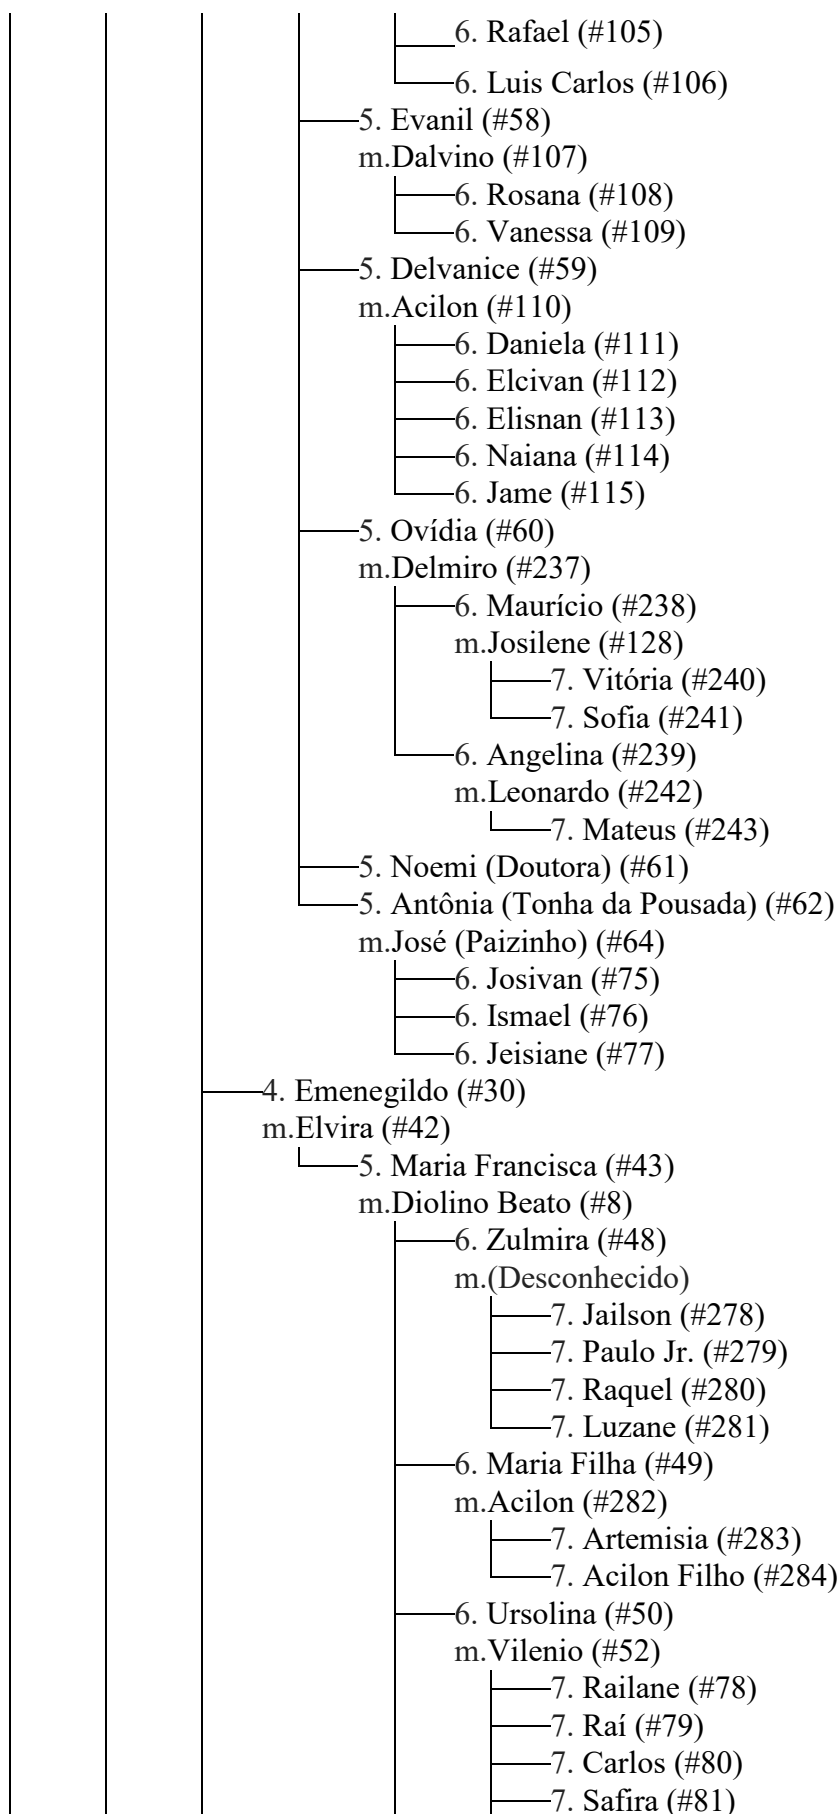 6. Rafael (#105)
6. Luis Carlos (#106)
5. Evanil (#58)
m.Dalvino (#107)
6. Rosana (#108)
6. Vanessa (#109)
5. Delvanice (#59)
m.Acilon (#110)
6. Daniela (#111)
6. Elcivan (#112)
6. Elisnan (#113)
6. Naiana (#114)
6. Jame (#115)
5. Ovídia (#60)
m.Delmiro (#237)
6. Maurício (#238)
m.Josilene (#128)
7. Vitória (#240)
7. Sofia (#241)
6. Angelina (#239)
m.Leonardo (#242)
7. Mateus (#243)
5. Noemi (Doutora) (#61)
5. Antônia (Tonha da Pousada) (#62)
m.José (Paizinho) (#64)
6. Josivan (#75)
6. Ismael (#76)
6. Jeisiane (#77)
4. Emenegildo (#30)
m.Elvira (#42)
5. Maria Francisca (#43)
m.Diolino Beato (#8)
6. Zulmira (#48)
m.(Desconhecido)
7. Jailson (#278)
7. Paulo Jr. (#279)
7. Raquel (#280)
7. Luzane (#281)
6. Maria Filha (#49)
m.Acilon (#282)
7. Artemisia (#283)
7. Acilon Filho (#284)
6. Ursolina (#50)
m.Vilenio (#52)
7. Railane (#78)
7. Raí (#79)
7. Carlos (#80)
7. Safira (#81)